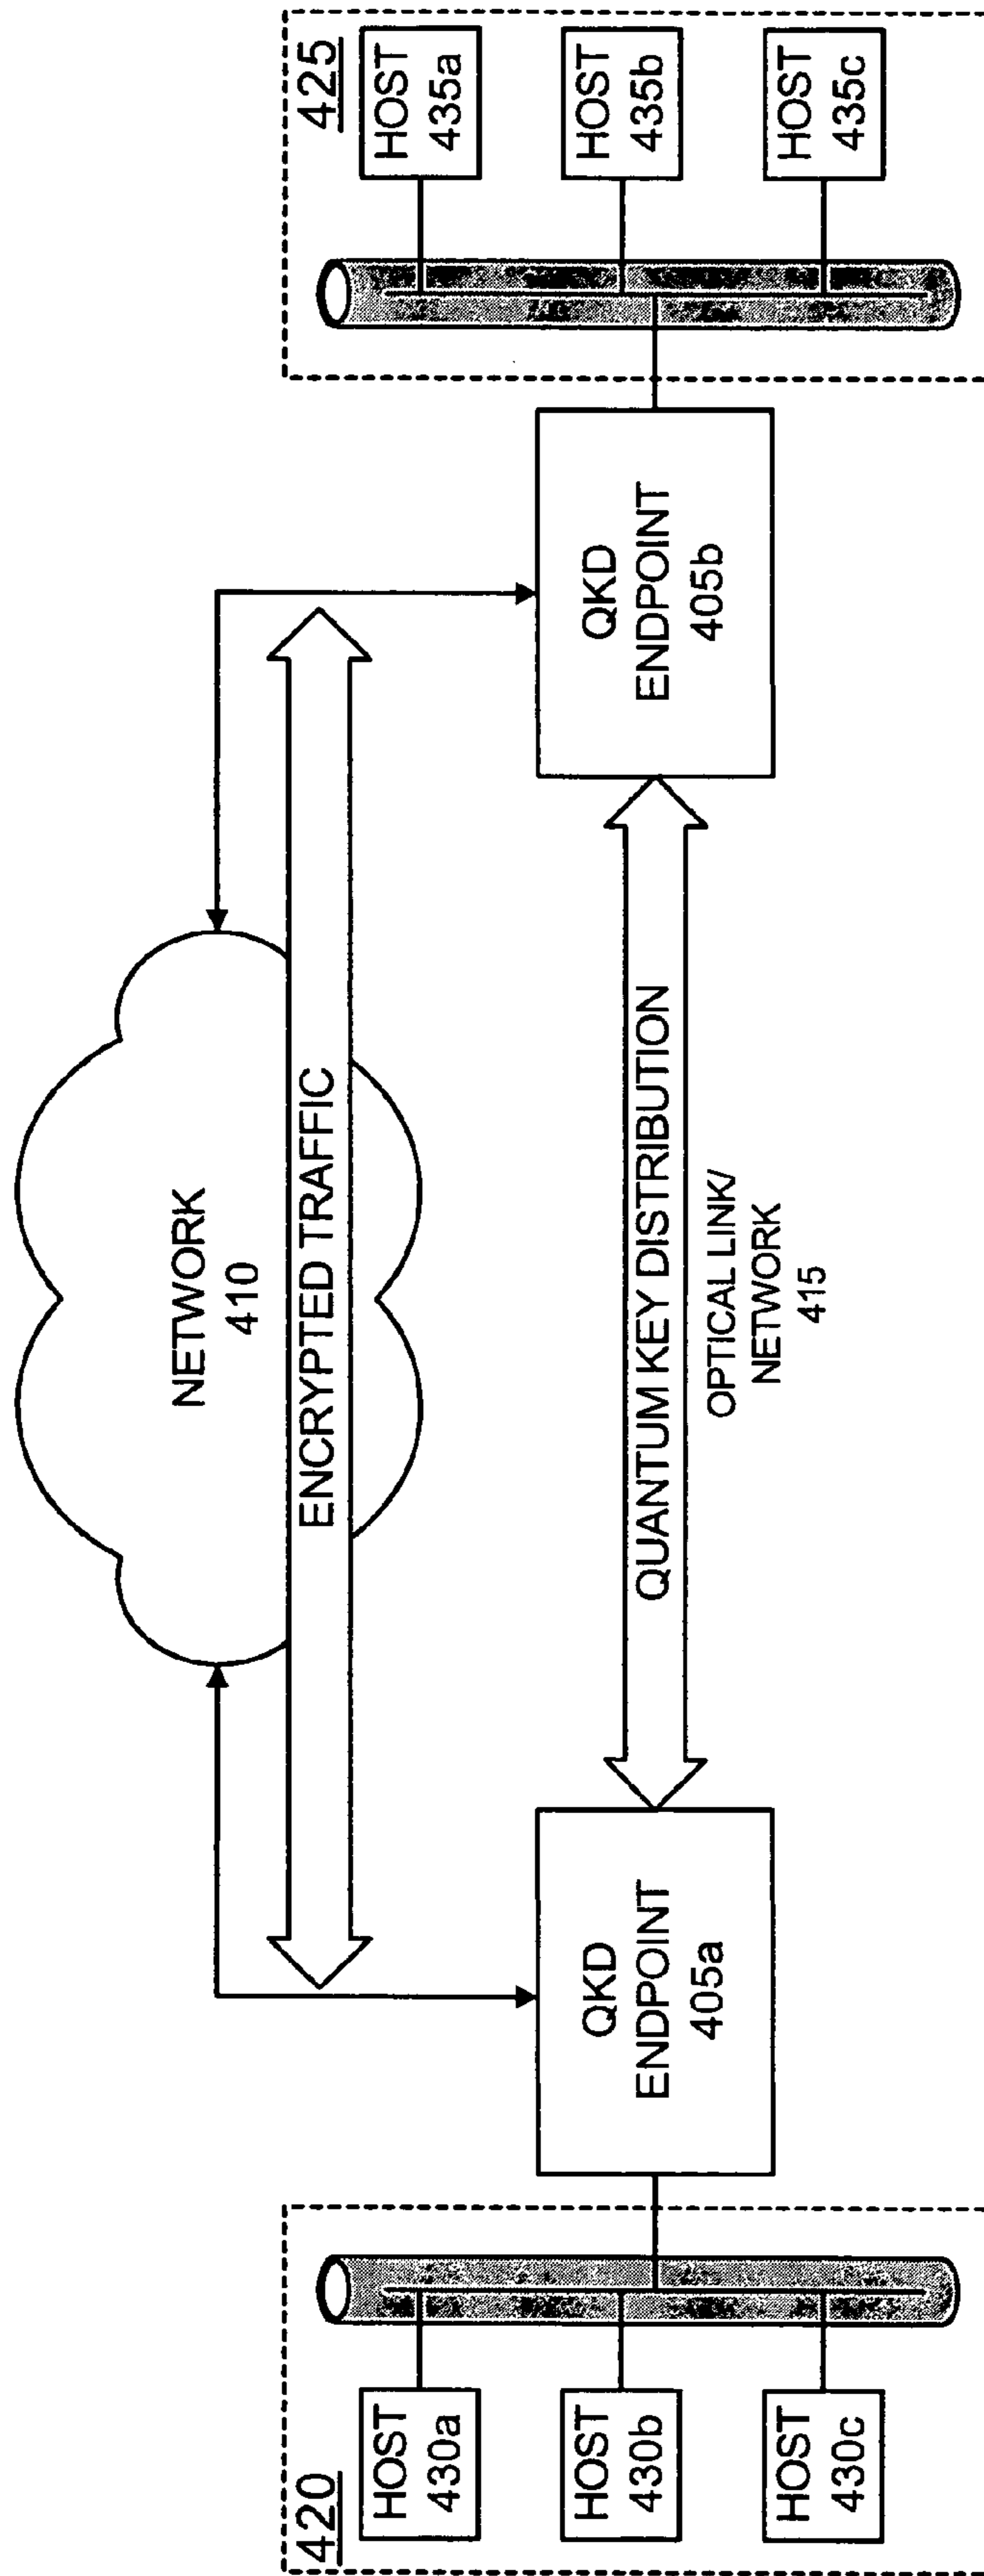 NETWORK
410
ENCRYPTED TRAFFIC
420
HOST
430a
HOST
430b
HOST
430c
QKD
ENDPOINT
405a
QUANTUM KEY DISTRIBUTION
OPTICAL LINK/
NETWORK
415
QKD
ENDPOINT
405b
425
HOST
435a
HOST
435b
HOST
435c